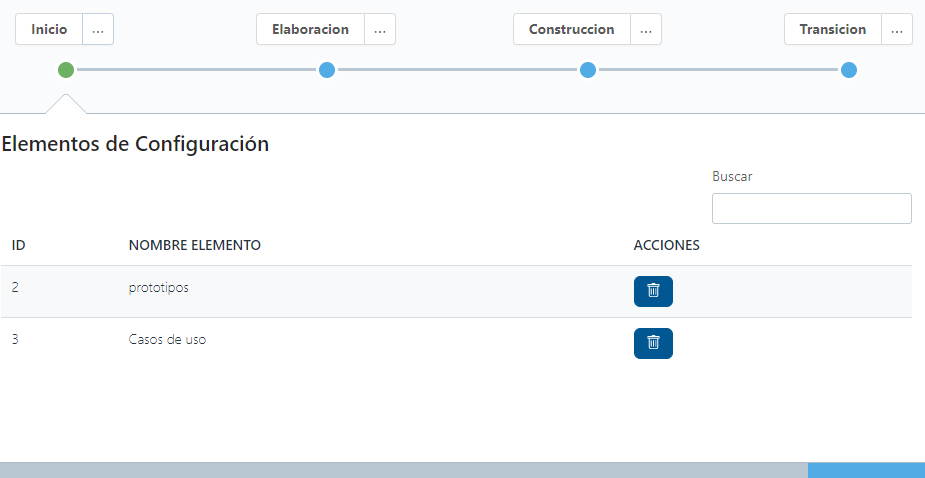 Inicio ... Elaboracion ... Construccion ... Transicion ...
Elementos de Configuración
Buscar
ID NOMBRE ELEMENTO ACCIONES
2 prototipos
3 Casos de uso